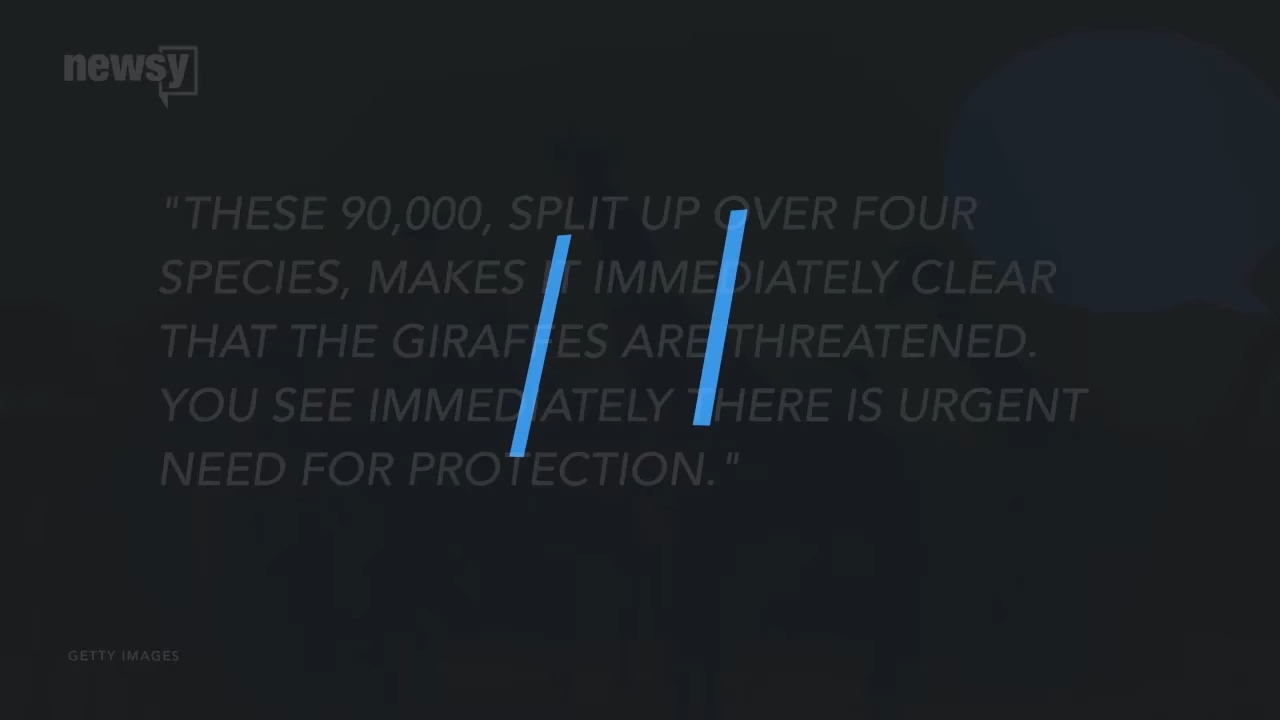 newsy
"THESE 90,000, SPLIT UP OVER FOUR
SPECIES, MAKES IT IMMEDIATELY CLEAR
THAT THE GIRAFFES ARE THREATENED.
YOU SEE IMMEDIATELY THERE IS URGENT
NEED FOR PROTECTION."
GETTY IMAGES